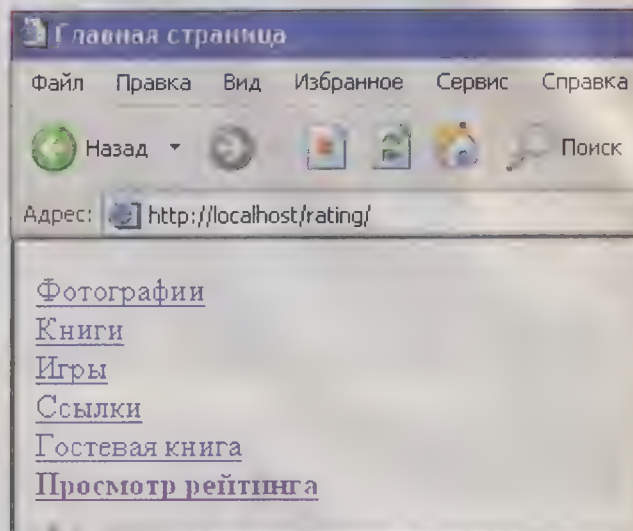 Главная страница
Файл Правка Вид Избранное Сервис Справка
Назад Поиск
Адрес: http://localhost/rating/
Фотографии
Книги
Игры
Ссылки
Гостевая книга
Просмотр рейтинга